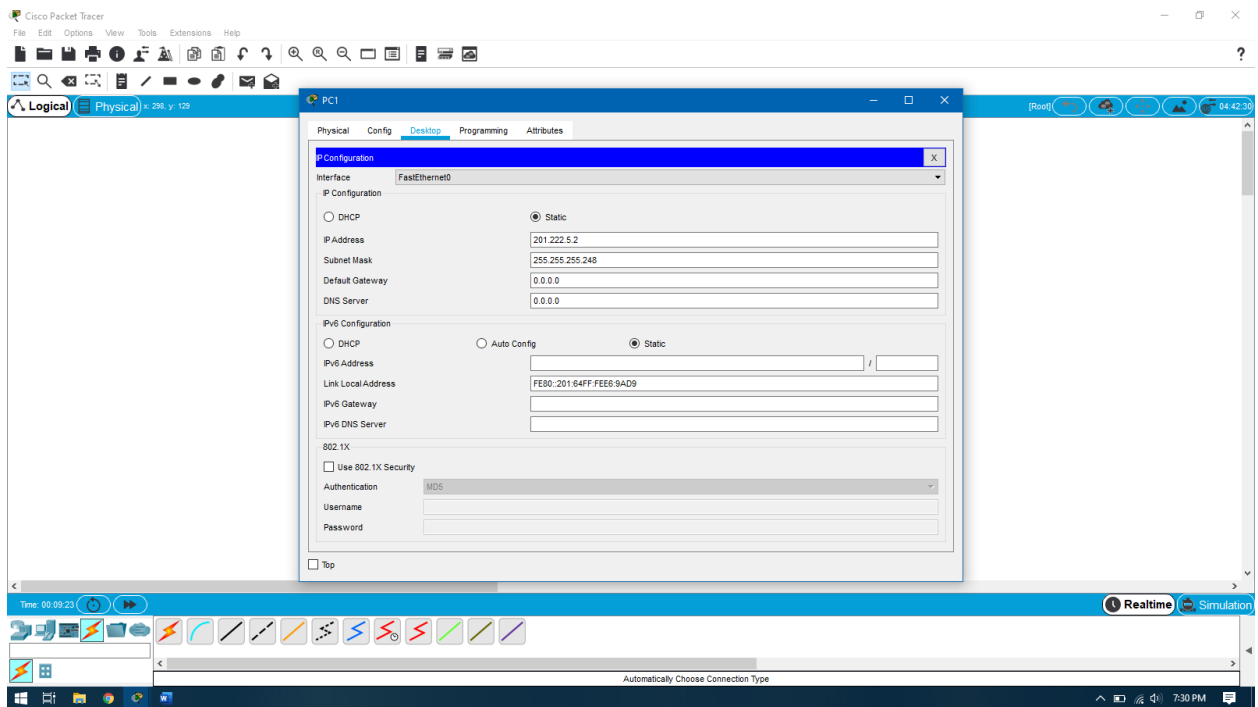 Cisco Packet Tracer
File Edit Options View Tools Extensions Help
?
Logical Physical x: 298, y: 129
[Root] 04:42:30
PC1
Physical Config Desktop Programming Attributes
IP Configuration X
Interface FastEthernet0
IP Configuration
DHCP Static
IP Address 201.222.5.2
Subnet Mask 255.255.255.248
Default Gateway 0.0.0.0
DNS Server 0.0.0.0
IPv6 Configuration
DHCP Auto Config Static
IPv6 Address /
Link Local Address FE80::201:64FF:FEE6:9AD9
IPv6 Gateway
IPv6 DNS Server
802.1X
Use 802.1X Security
Authentication MD5
Username
Password
Top
Time: 00:09:23 Realtime Simulation
Automatically Choose Connection Type
7:30 PM